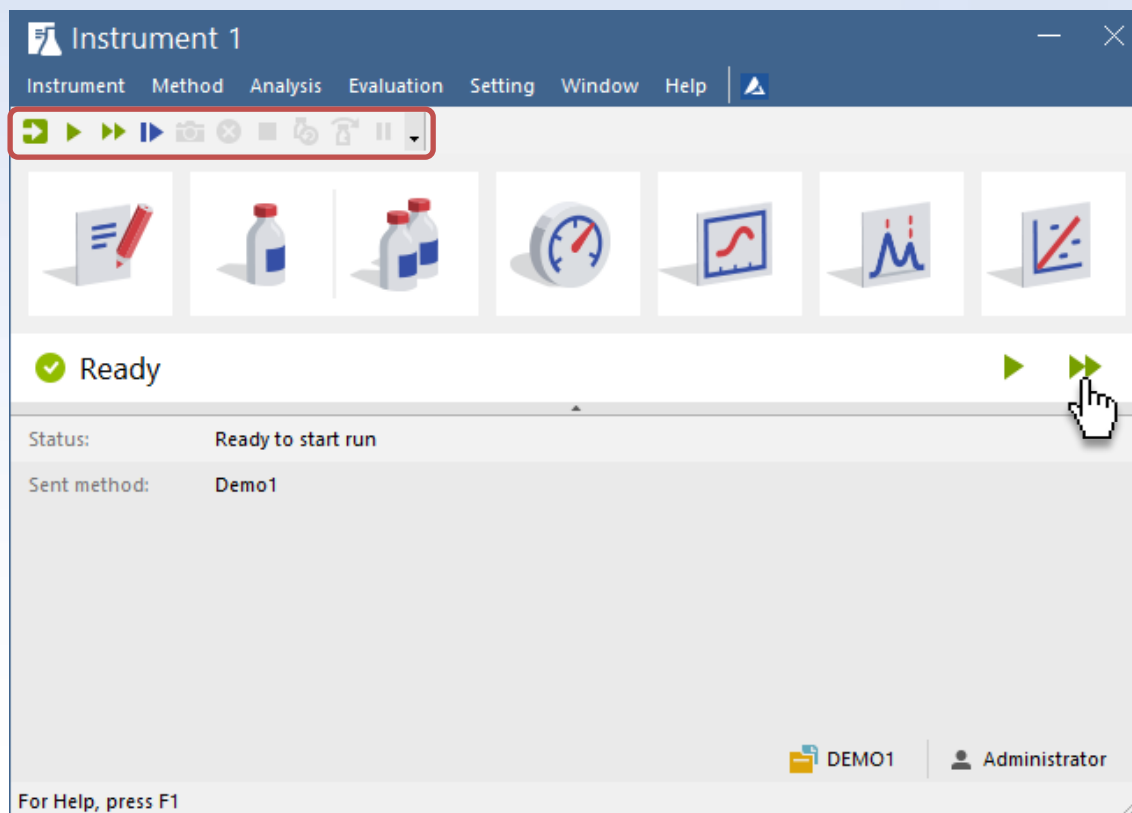 Instrument 1
Instrument Method Analysis Evaluation Setting Window Help
Ready
Status: Ready to start run
Sent method: Demo1
DEMO1 Administrator
For Help, press F1